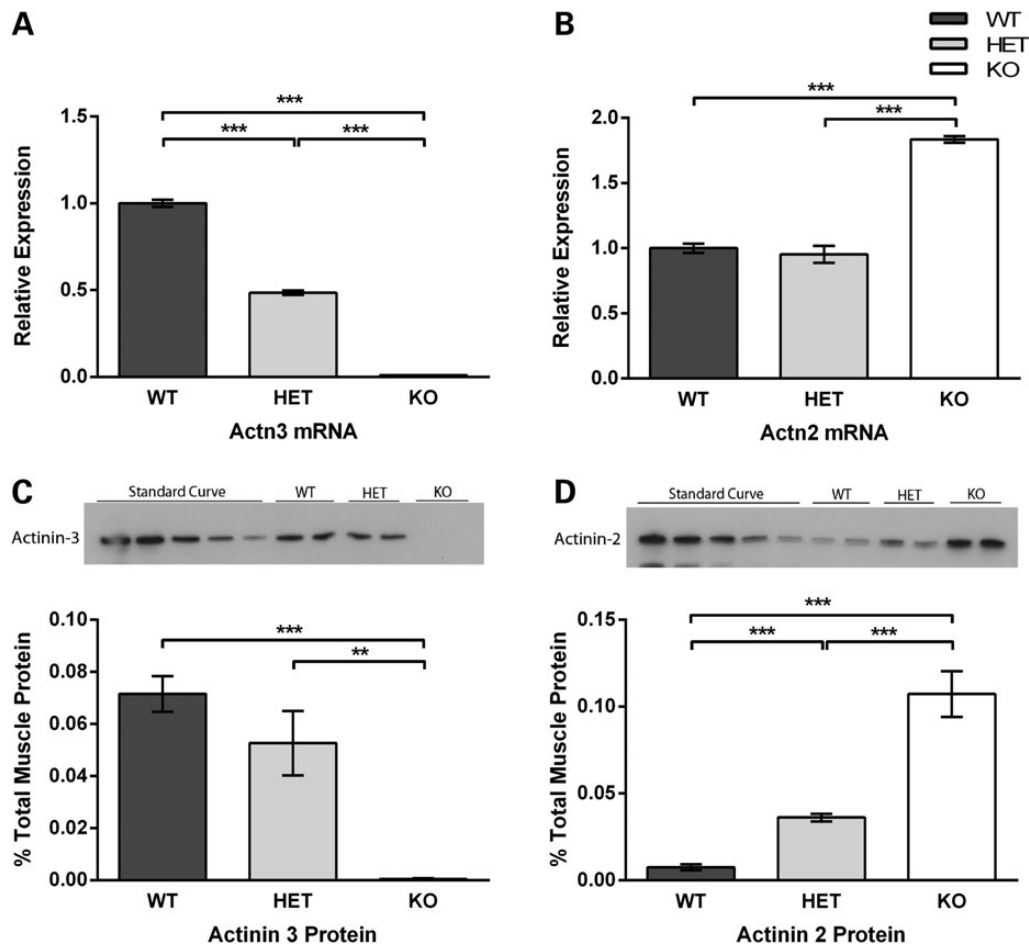 A
Relative Expression
1.5
1.0
0.5
0.0
***
***
***
WT HET KO
Actn3 mRNA
B
WT
HET
KO
Relative Expression
2.0
1.5
1.0
0.5
0.0
***
***
WT HET KO
Actn2 mRNA
C
Standard Curve WT HET KO
Actinin-3
% Total Muscle Protein
0.10
0.08
0.06
0.04
0.02
0.00
***
**
WT HET KO
Actinin 3 Protein
D
Standard Curve WT HET KO
Actinin-2
% Total Muscle Protein
0.15
0.10
0.05
0.00
***
***
***
WT HET KO
Actinin 2 Protein